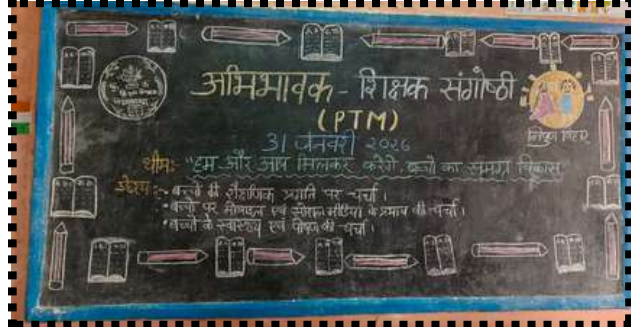 अभिभावक - शिक्षक संगोष्ठी
(PTM)
31 जनवरी 2026
थीम:- "हम और आप मिलकर करेंगे, बच्चों का समग्र विकास
उद्देश्य:- • बच्चों की शैक्षणिक प्रगति पर चर्चा।
• बच्चों पर मोबाइल एवं सोशल मीडिया के प्रभाव की चर्चा।
• बच्चों के स्वास्थ्य एवं पोषण की चर्चा।